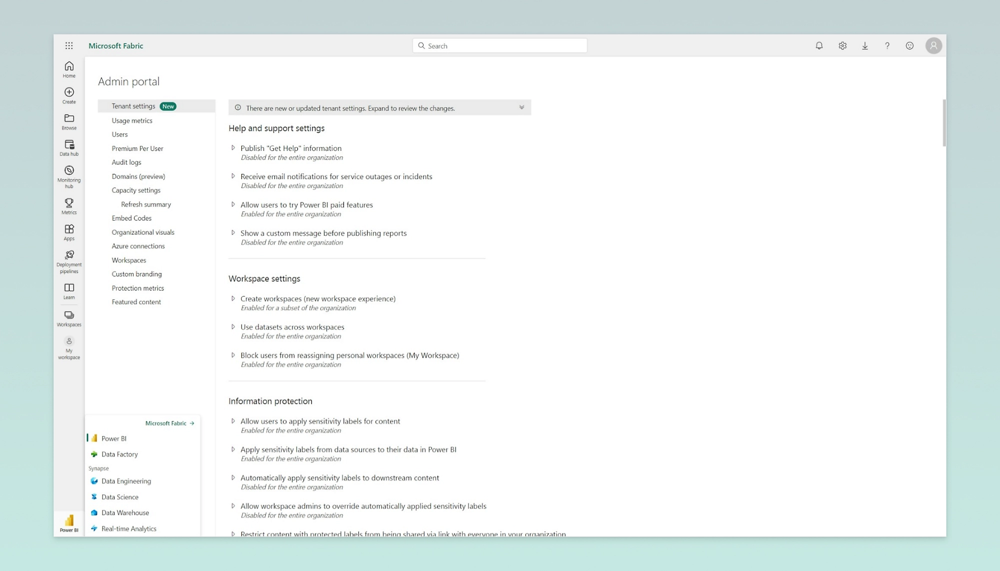 Microsoft Fabric
Search
Home
Create
Browse
Data hub
Monitoring
hub
Metrics
Apps
Deployment
pipelines
Learn
Workspaces
My
workspace
Power BI
Admin portal
Tenant settings New
Usage metrics
Users
Premium Per User
Audit logs
Domains (preview)
Capacity settings
Refresh summary
Embed Codes
Organizational visuals
Azure connections
Workspaces
Custom branding
Protection metrics
Featured content
Microsoft Fabric →
Power BI
Data Factory
Synapse
Data Engineering
Data Science
Data Warehouse
Real-time Analytics
There are new or updated tenant settings. Expand to review the changes.
Help and support settings
Publish "Get Help" information
Disabled for the entire organization
Receive email notifications for service outages or incidents
Disabled for the entire organization
Allow users to try Power BI paid features
Enabled for the entire organization
Show a custom message before publishing reports
Disabled for the entire organization
Workspace settings
Create workspaces (new workspace experience)
Enabled for a subset of the organization
Use datasets across workspaces
Enabled for the entire organization
Block users from reassigning personal workspaces (My Workspace)
Enabled for the entire organization
Information protection
Allow users to apply sensitivity labels for content
Enabled for the entire organization
Apply sensitivity labels from data sources to their data in Power BI
Enabled for the entire organization
Automatically apply sensitivity labels to downstream content
Disabled for the entire organization
Allow workspace admins to override automatically applied sensitivity labels
Disabled for the entire organization
Restrict content with protected labels from being shared via link with everyone in your organization